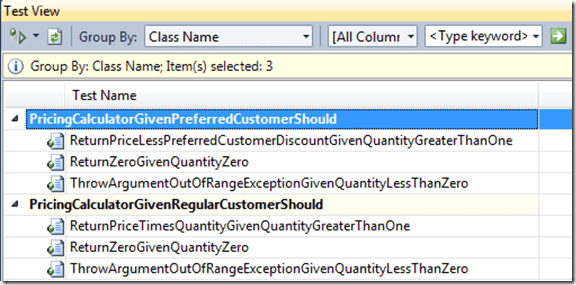 Test View
Group By: Class Name [All Column <Type keyword>
Group By: Class Name; Item(s) selected: 3
Test Name
PricingCalculatorGivenPreferredCustomerShould
ReturnPriceLessPreferredCustomerDiscountGivenQuantityGreaterThanOne
ReturnZeroGivenQuantityZero
ThrowArgumentOutOfRangeExceptionGivenQuantityLessThanZero
PricingCalculatorGivenRegularCustomerShould
ReturnPriceTimesQuantityGivenQuantityGreaterThanOne
ReturnZeroGivenQuantityZero
ThrowArgumentOutOfRangeExceptionGivenQuantityLessThanZero